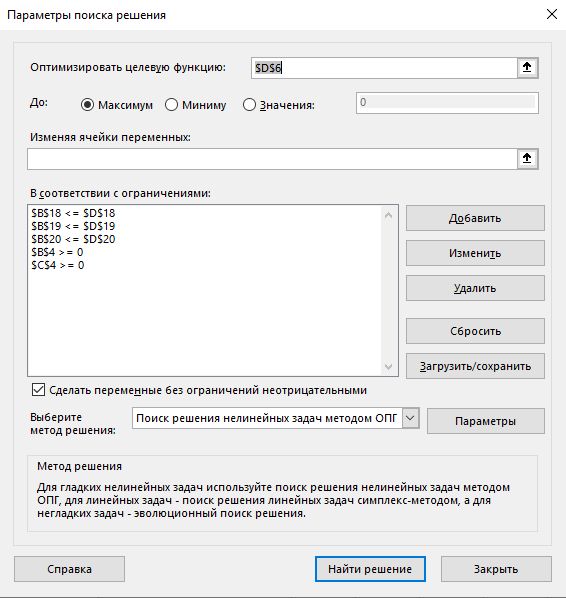 Параметры поиска решения
Оптимизировать целевую функцию:
$D$6
До:
Максимум
Миниму
Значения:
0
Изменяя ячейки переменных:
В соответствии с ограничениями:
$B$18 <= $D$18
$B$19 <= $D$19
$B$20 <= $D$20
$B$4 >= 0
$C$4 >= 0
Добавить
Изменить
Удалить
Сбросить
Загрузить/сохранить
Сделать переменные без ограничений неотрицательными
Выберите
метод решения:
Поиск решения нелинейных задач методом ОПГ
Параметры
Метод решения
Для гладких нелинейных задач используйте поиск решения нелинейных задач методом
ОПГ, для линейных задач - поиск решения линейных задач симплекс-методом, а для
негладких задач - эволюционный поиск решения.
Справка
Найти решение
Закрыть